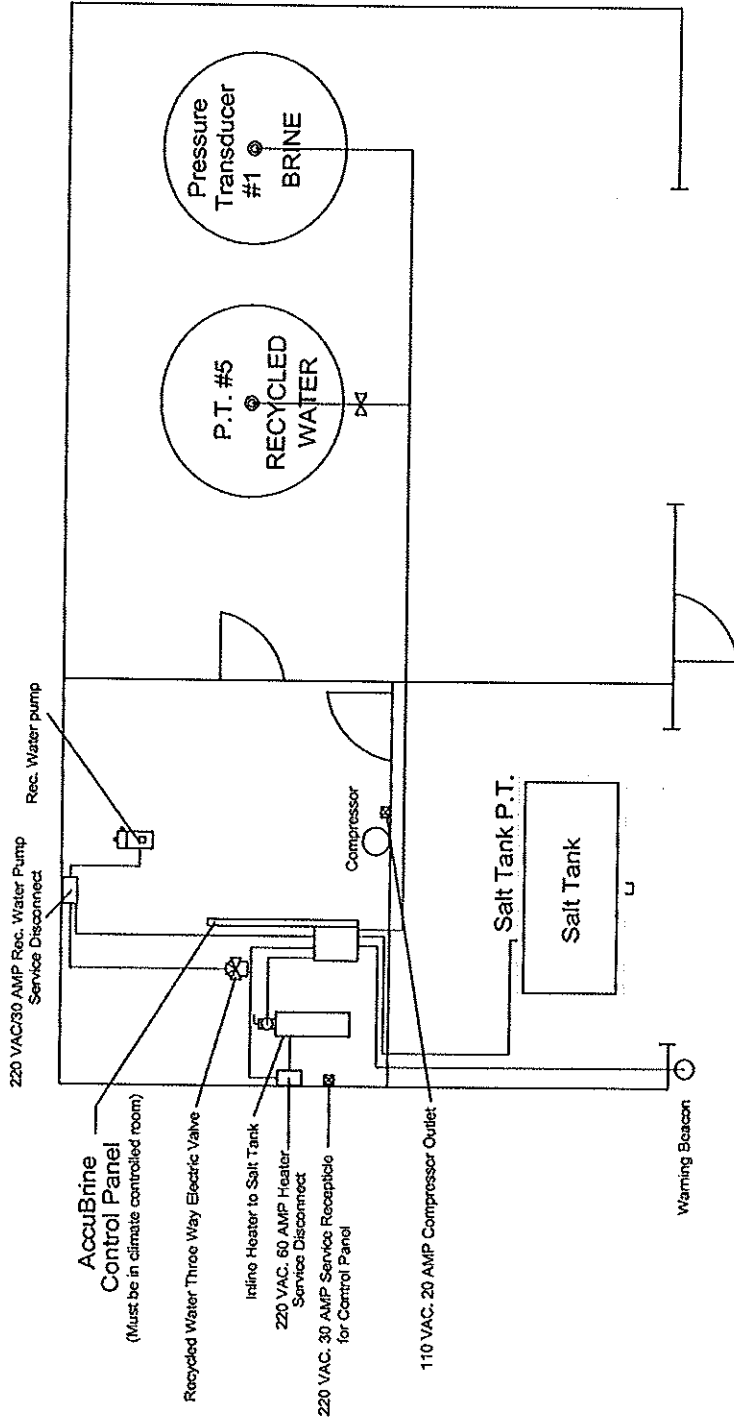 220 VAC/30 AMP Rec. Water Pump
Service Disconnect
Rec. Water pump
AccuBrine
Control Panel
(Must be in climate controlled room)
Recycled Water Three Way Electric Valve
Inline Heater to Salt Tank
220 VAC. 60 AMP Heater
Service Disconnect
220 VAC. 30 AMP Service Recepticle
for Control Panel
110 VAC. 20 AMP Compressor Outlet
Compressor
P.T. #5
RECYCLED
WATER
Pressure
Transducer
#1
BRINE
Salt Tank P.T.
Salt Tank
Warning Beacon